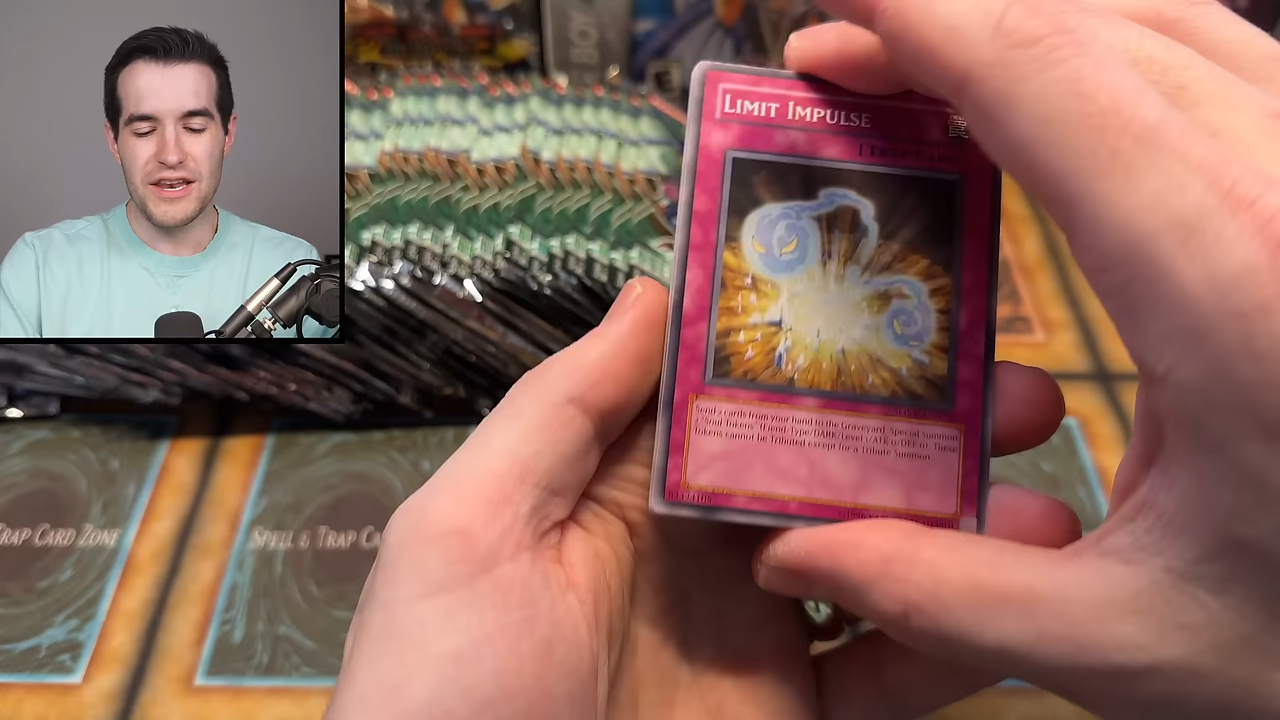 BOY
LIMIT IMPULSE
Send 2 cards from your hand to the Graveyard. Special Summon
2 "Soul Tokens" (Fiend-Type/DARK/Level 1/ATK 0/DEF 0). These
Tokens cannot be Tributed except for a Tribute Summon.
TRAP CARD ZONE
SPELL & TRAP CA